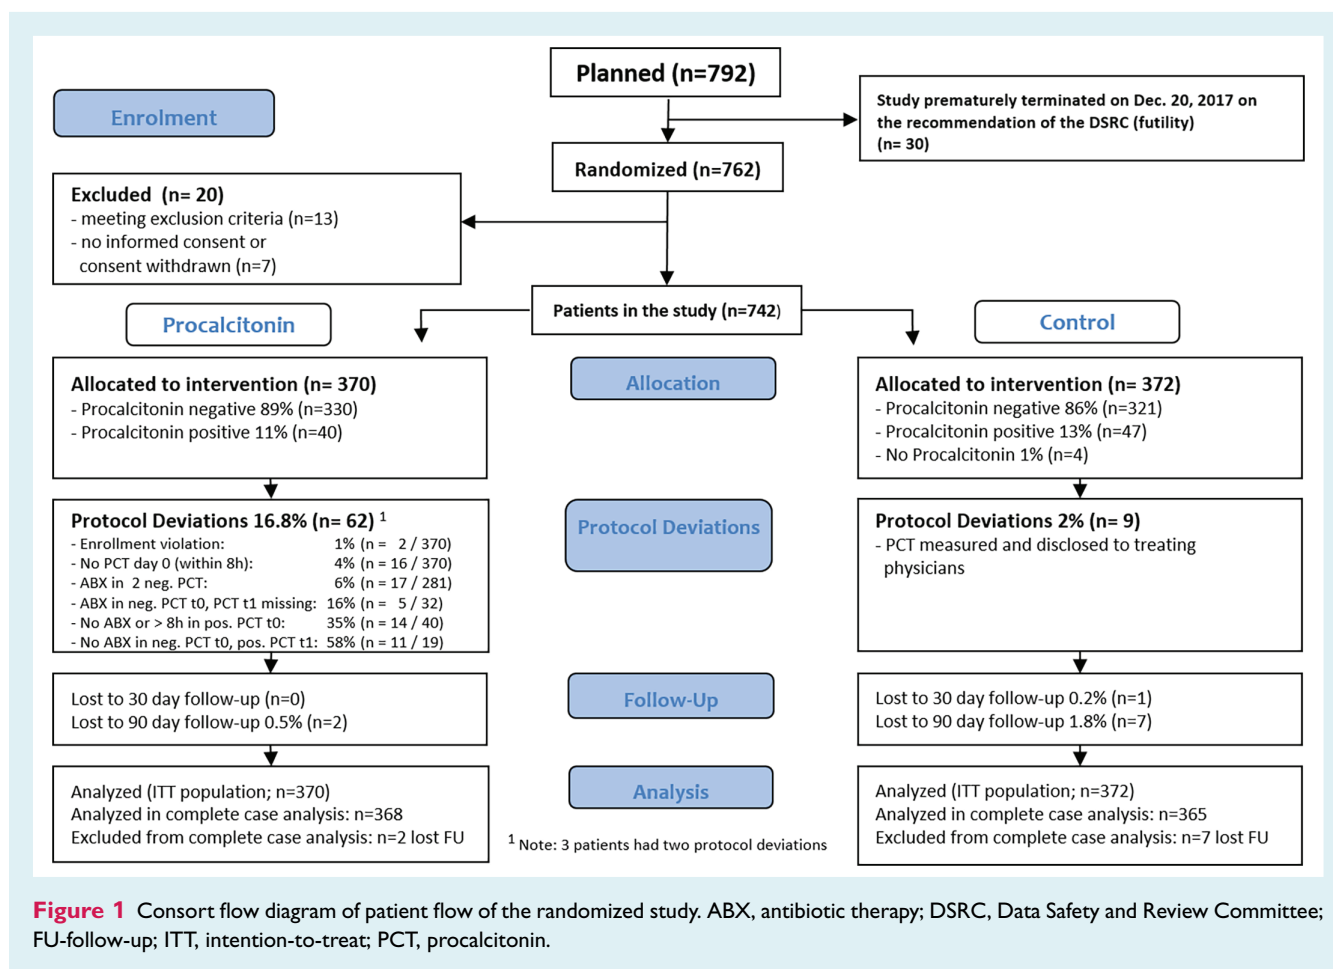 Planned (n=792)
Enrolment
Study prematurely terminated on Dec. 20, 2017 on
the recommendation of the DSRC (futility)
(n= 30)
Randomized (n=762)
Excluded (n= 20)
- meeting exclusion criteria (n=13)
- no informed consent or
consent withdrawn (n=7)
Patients in the study (n=742)
Procalcitonin
Control
Allocated to intervention (n= 370)
- Procalcitonin negative 89% (n=330)
- Procalcitonin positive 11% (n=40)
Allocation
Allocated to intervention (n= 372)
- Procalcitonin negative 86% (n=321)
- Procalcitonin positive 13% (n=47)
- No Procalcitonin 1% (n=4)
Protocol Deviations 16.8% (n= 62) 1
- Enrollment violation: 1% (n = 2 / 370)
- No PCT day 0 (within 8h): 4% (n = 16 / 370)
- ABX in 2 neg. PCT: 6% (n = 17 / 281)
- ABX in neg. PCT t0, PCT t1 missing: 16% (n = 5 / 32)
- No ABX or > 8h in pos. PCT t0: 35% (n = 14 / 40)
- No ABX in neg. PCT t0, pos. PCT t1: 58% (n = 11 / 19)
Protocol Deviations
Protocol Deviations 2% (n= 9)
- PCT measured and disclosed to treating
physicians
Lost to 30 day follow-up (n=0)
Lost to 90 day follow-up 0.5% (n=2)
Follow-Up
Lost to 30 day follow-up 0.2% (n=1)
Lost to 90 day follow-up 1.8% (n=7)
Analyzed (ITT population; n=370)
Analyzed in complete case analysis: n=368
Excluded from complete case analysis: n=2 lost FU
Analysis
Analyzed (ITT population; n=372)
Analyzed in complete case analysis: n=365
Excluded from complete case analysis: n=7 lost FU
1 Note: 3 patients had two protocol deviations
Figure 1 Consort flow diagram of patient flow of the randomized study. ABX, antibiotic therapy; DSRC, Data Safety and Review Committee;
FU-follow-up; ITT, intention-to-treat; PCT, procalcitonin.